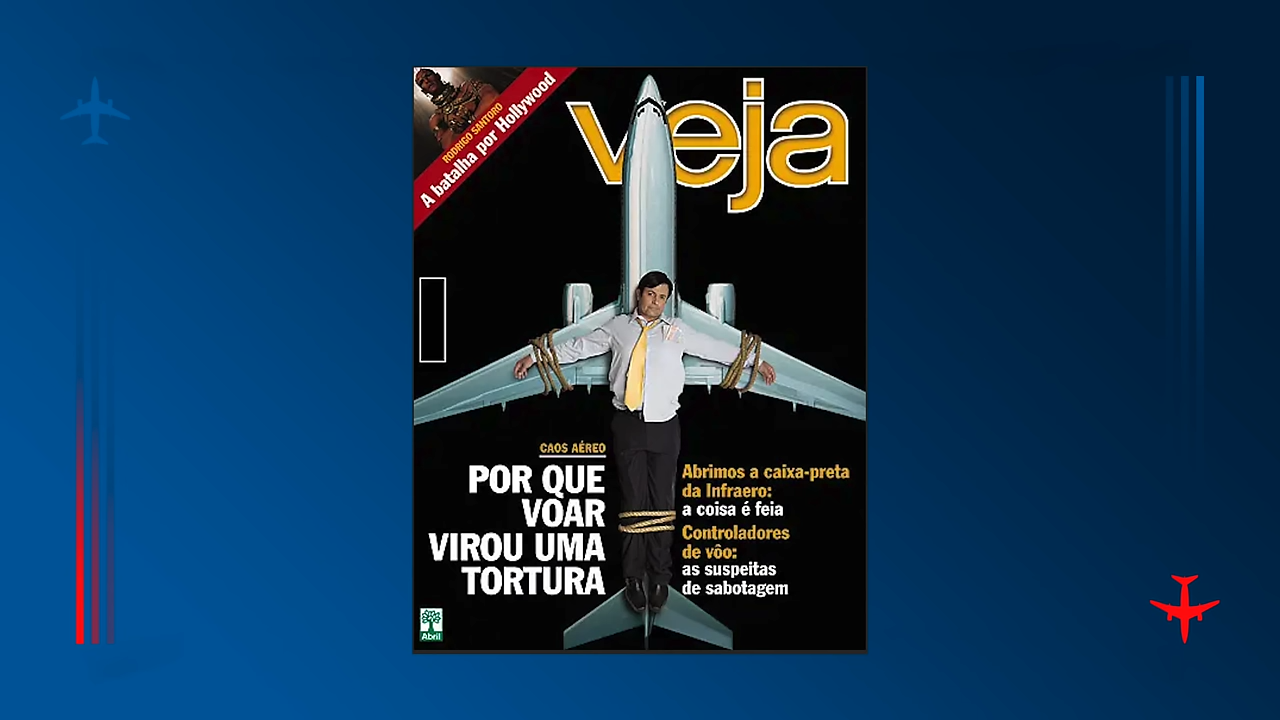 RODRIGO SANTORO
A batalha por Hollywood
veja
CAOS AÉREO
POR QUE
VOAR
VIROU UMA
TORTURA
Abrimos a caixa-preta
da Infraero:
a coisa é feia
Controladores
de vôo:
as suspeitas
de sabotagem
Abril